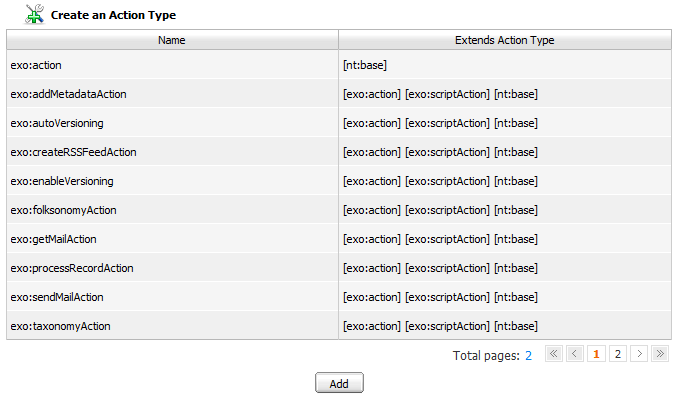 Create an Action Type
Name Extends Action Type
exo:action [nt:base]
exo:addMetadataAction [exo:action] [exo:scriptAction] [nt:base]
exo:autoVersioning [exo:action] [exo:scriptAction] [nt:base]
exo:createRSSFeedAction [exo:action] [exo:scriptAction] [nt:base]
exo:enableVersioning [exo:action] [exo:scriptAction] [nt:base]
exo:folksonomyAction [exo:action] [exo:scriptAction] [nt:base]
exo:getMailAction [exo:action] [exo:scriptAction] [nt:base]
exo:processRecordAction [exo:action] [exo:scriptAction] [nt:base]
exo:sendMailAction [exo:action] [exo:scriptAction] [nt:base]
exo:taxonomyAction [exo:action] [exo:scriptAction] [nt:base]
Total pages: 2 « < 1 2 > »
Add